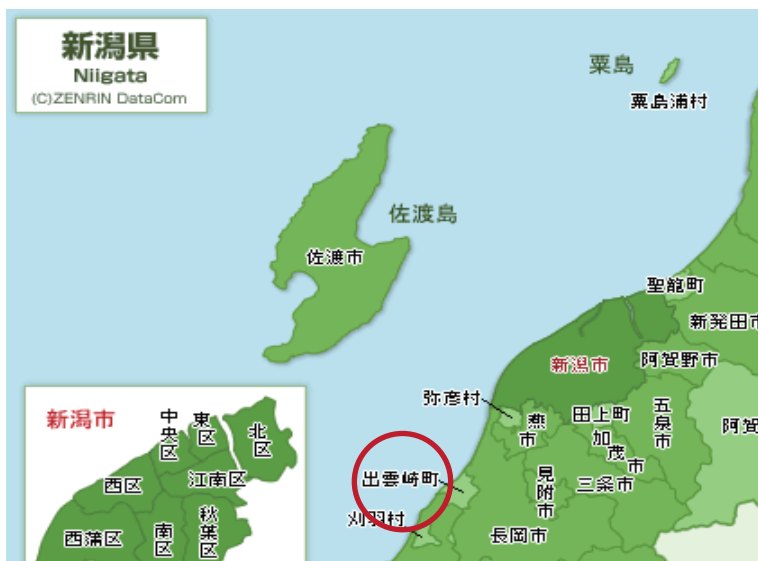 新潟県
Niigata
(C)ZENRIN DataCom
粟島
粟島浦村
佐渡島
佐渡市
聖籠町
新発田市
新潟市
阿賀野市
弥彦村
燕市
田上町
加茂市
五泉市
阿賀
出雲崎町
見附市
三条市
刈羽村
長岡市
新潟市
中央区
東区
北区
西区
江南区
西蒲区
南区
秋葉区